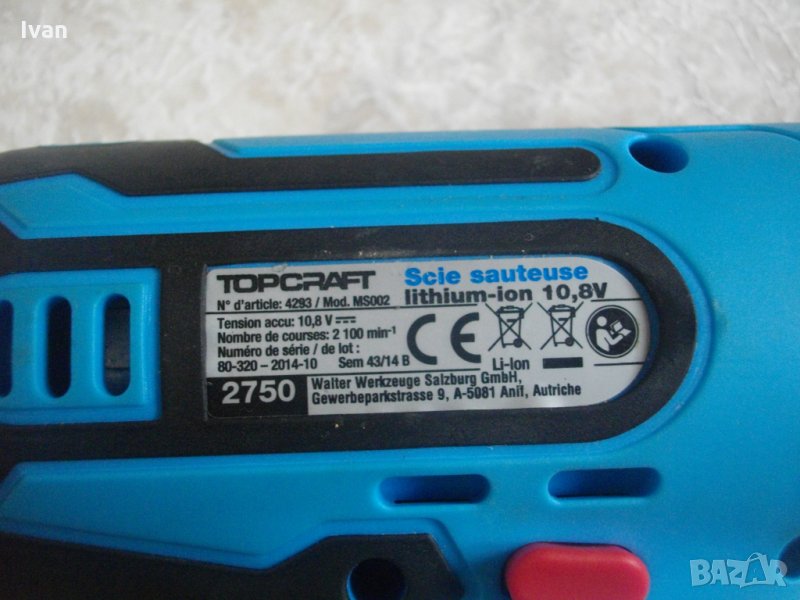 Ivan
TOPCRAFT
Scie sauteuse
lithium-ion 10,8V
N° d'article: 4293 / Mod. MS002
Tension accu: 10,8 V ⎓
Nombre de courses: 2 100 min⁻¹
Numéro de série / de lot :
80-320 - 2014-10 Sem 43/14 B
CE
Li-Ion
2750
Walter Werkzeuge Salzburg GmbH,
Gewerbeparkstrasse 9, A-5081 Anif, Autriche
BAZAR